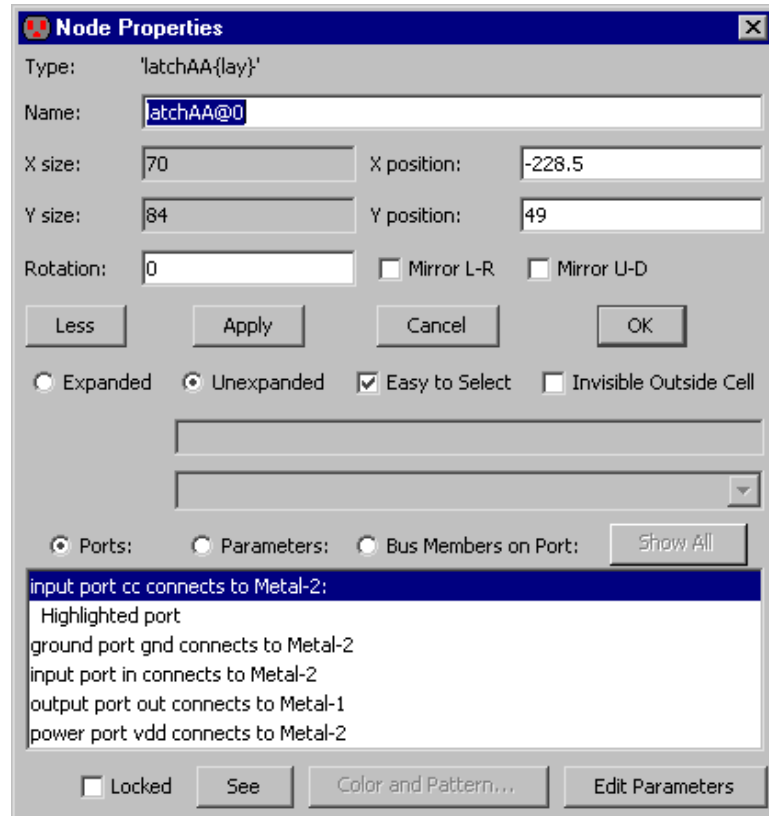 Node Properties
Type: 'latchAA{lay}'
Name: latchAA@0
X size: 70 X position: -228.5
Y size: 84 Y position: 49
Rotation: 0 Mirror L-R Mirror U-D
Less Apply Cancel OK
Expanded Unexpanded Easy to Select Invisible Outside Cell
Ports: Parameters: Bus Members on Port: Show All
input port cc connects to Metal-2:
Highlighted port
ground port gnd connects to Metal-2
input port in connects to Metal-2
output port out connects to Metal-1
power port vdd connects to Metal-2
Locked See Color and Pattern... Edit Parameters